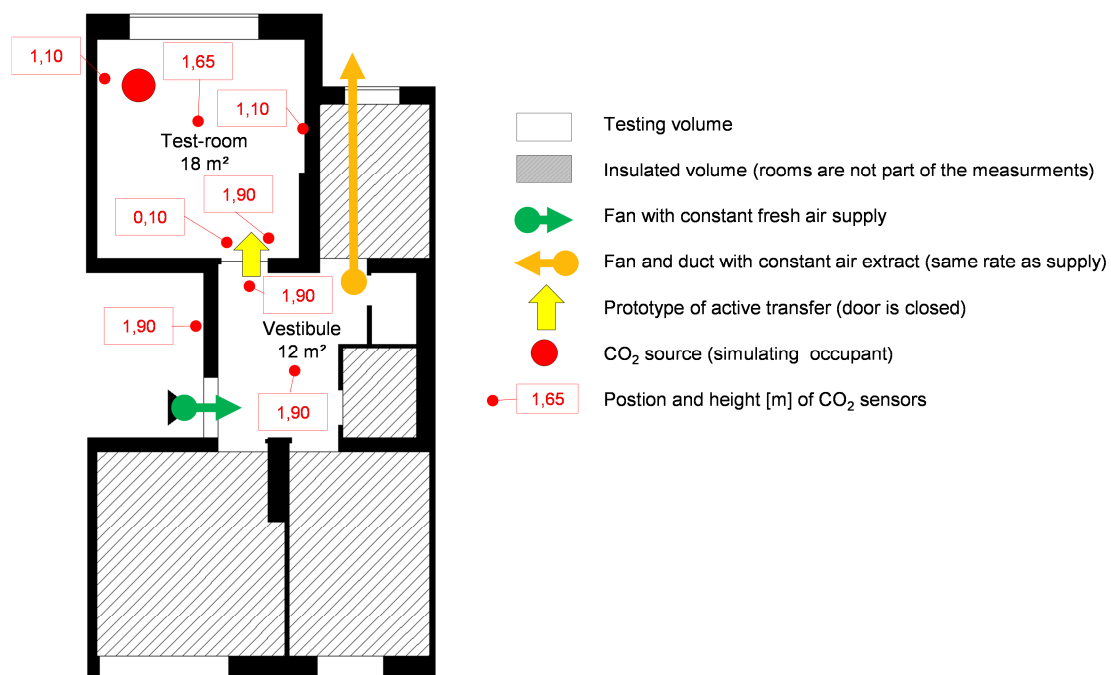 1,10
1,65
1,10
Test-room
18 m²
1,90
0,10
1,90
1,90
Vestibule
12 m²
1,90
Testing volume
Insulated volume (rooms are not part of the measurments)
Fan with constant fresh air supply
Fan and duct with constant air extract (same rate as supply)
Prototype of active transfer (door is closed)
CO₂ source (simulating occupant)
1,65 Postion and height [m] of CO₂ sensors